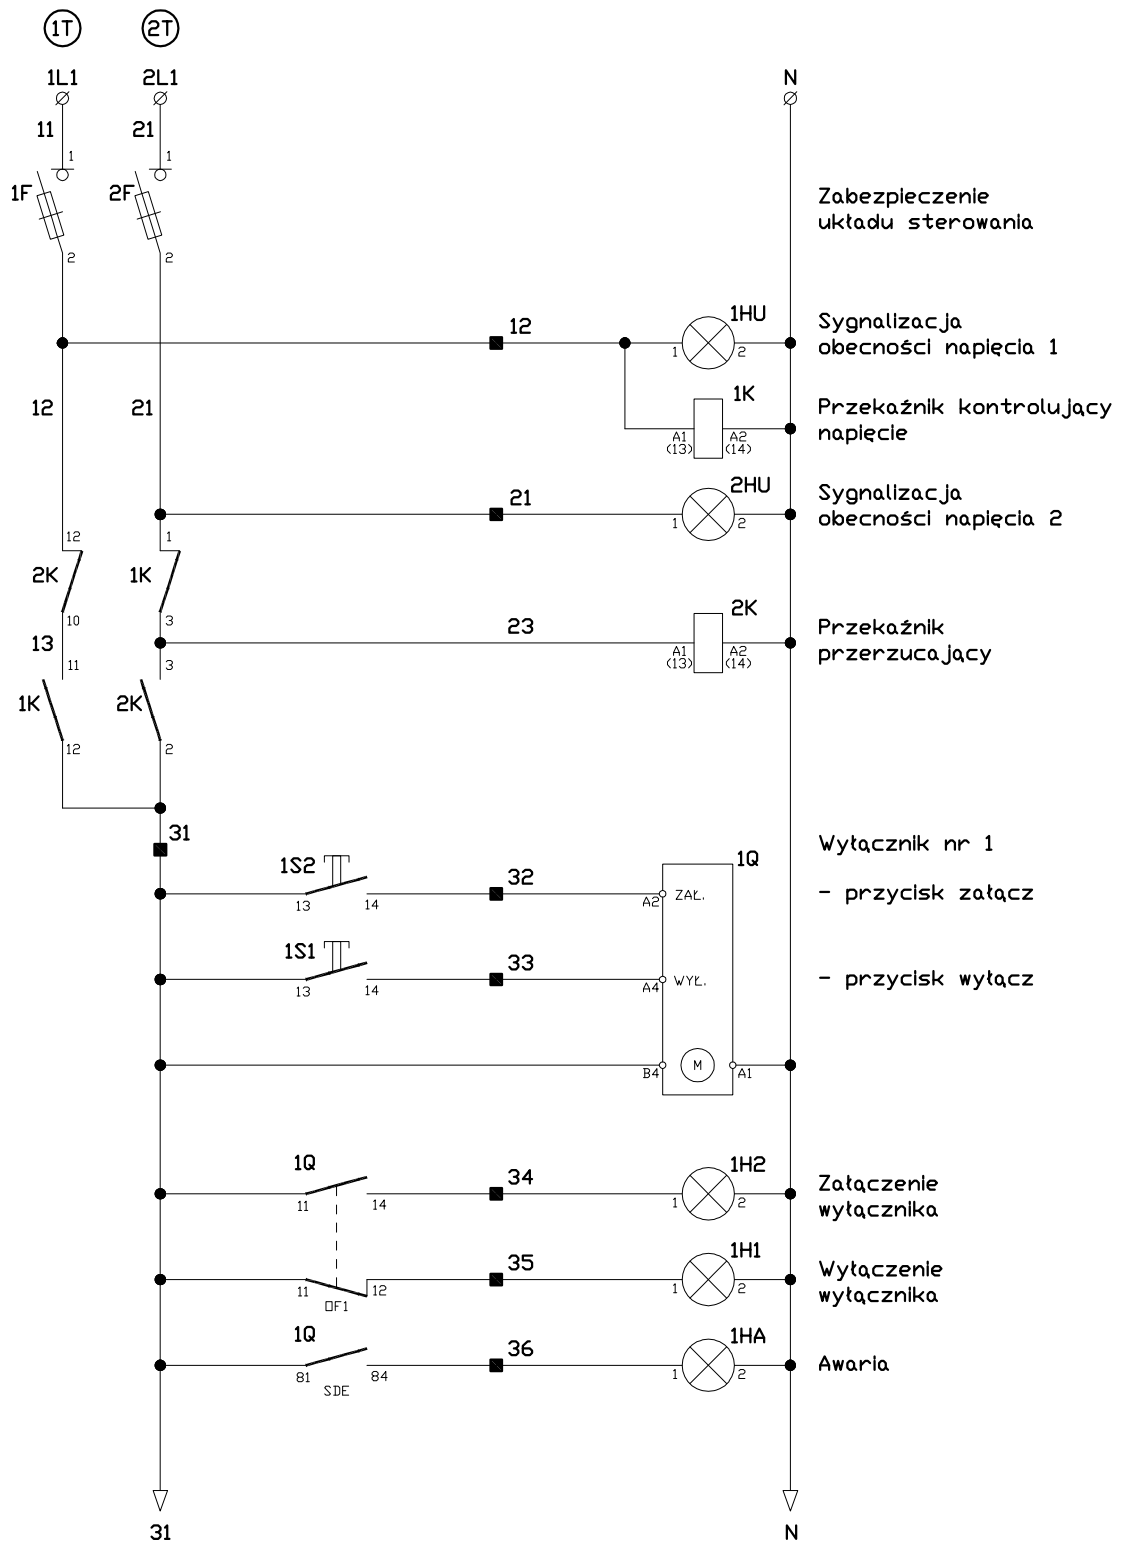 1T 2T
1L1 2L1 N
11 21
1 1
1F 2F
Zabezpieczenie
układu sterowania
2 2
12 1HU
Sygnalizacja
obecności napięcia 1
1 2
12 21
1K
Przekaźnik kontrolujący
napięcie
A1 A2
(13) (14)
21 2HU
Sygnalizacja
obecności napięcia 2
1 2
12 1
2K 1K
10 3
13 23 2K
Przekaźnik
przerzucający
A1 A2
(13) (14)
11 3
1K 2K
12 2
31
Wyłącznik nr 1
1Q
1S2 32
13 14 A2 ZAŁ.
- przycisk załącz
1S1 33
13 14 A4 WYŁ.
- przycisk wyłącz
M
B4 A1
1Q 34 1H2
Załączenie
wyłącznika
11 14 1 2
35 1H1
Wyłączenie
wyłącznika
11 12 1 2
OF1
1Q 36 1HA
Awaria
81 84 1 2
SDE
31 N